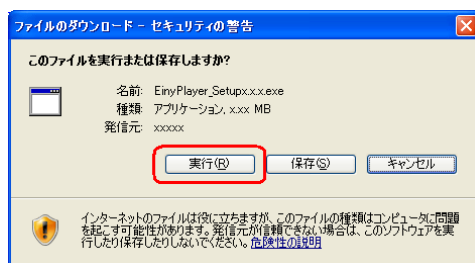 ファイルのダウンロード - セキュリティの警告
このファイルを実行または保存しますか?
名前: EinyPlayer_Setupx.x.x.exe
種類: アプリケーション, x.xx MB
発信元: xxxxx
実行(R) 保存(S) キャンセル
インターネットのファイルは役に立ちますが、このファイルの種類はコンピュータに問題
を起こす可能性があります。発信元が信頼できない場合は、このソフトウェアを実
行したり保存したりしないでください。危険性の説明